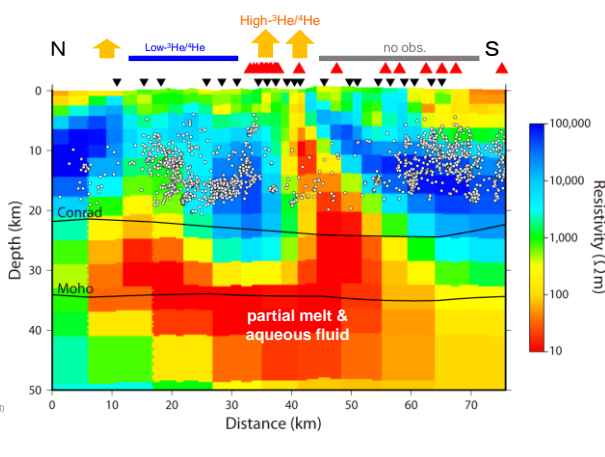 High-³He/⁴He
N
Low-³He/⁴He
no obs.
S
0
10
20
30
40
50
Depth (km)
Conrad
Moho
partial melt &
aqueous fluid
0
10
20
30
40
50
60
70
Distance (km)
100,000
10,000
1,000
100
10
Resistivity (Ωm)